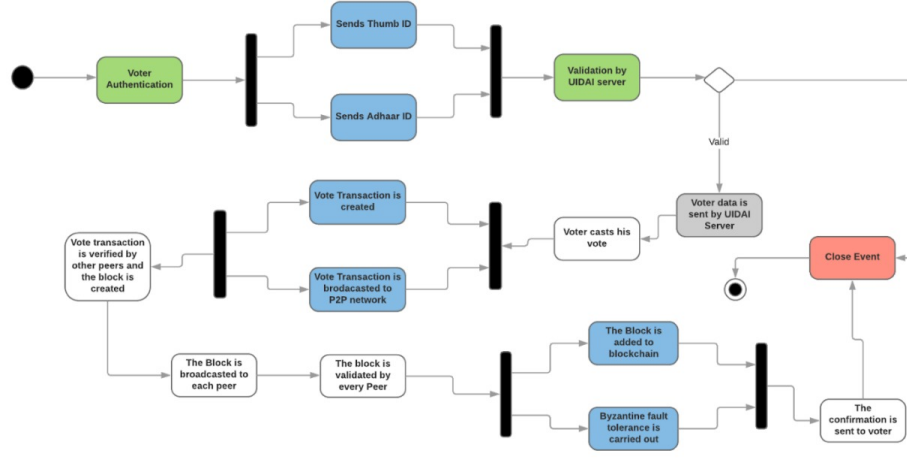 Sends Thumb ID
Voter
Authentication
Validation by
UIDAI server
Sends Adhaar ID
Valid
Voter data is
sent by UIDAI
Server
Voter casts his
vote
Vote Transaction is
created
Vote Transaction is
brodacasted to
P2P network
Vote transaction
is verified by
other peers and
the block is
created
Close Event
The Block is
broadcasted to
each peer
The block is
validated by
every Peer
The Block is
added to
blockchain
Byzantine fault
tolerance is
carried out
The
confirmation is
sent to voter